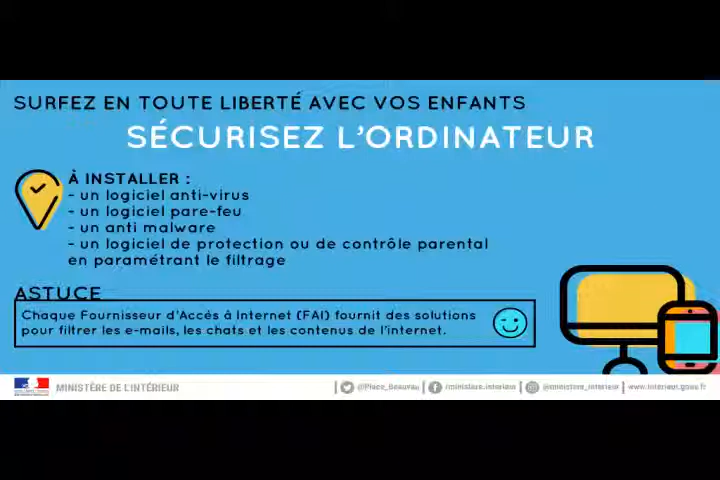 SURFEZ EN TOUTE LIBERTÉ AVEC VOS ENFANTS
SÉCURISEZ L'ORDINATEUR
À INSTALLER :
- un logiciel anti-virus
- un logiciel pare-feu
- un anti malware
- un logiciel de protection ou de contrôle parental
en paramétrant le filtrage
ASTUCE
Chaque Fournisseur d'Accès à Internet (FAI) fournit des solutions
pour filtrer les e-mails, les chats et les contenus de l'internet.
MINISTÈRE DE L'INTÉRIEUR
@Place_Beauvau
/ministere.interieur
@ministere_interieur
www.interieur.gouv.fr